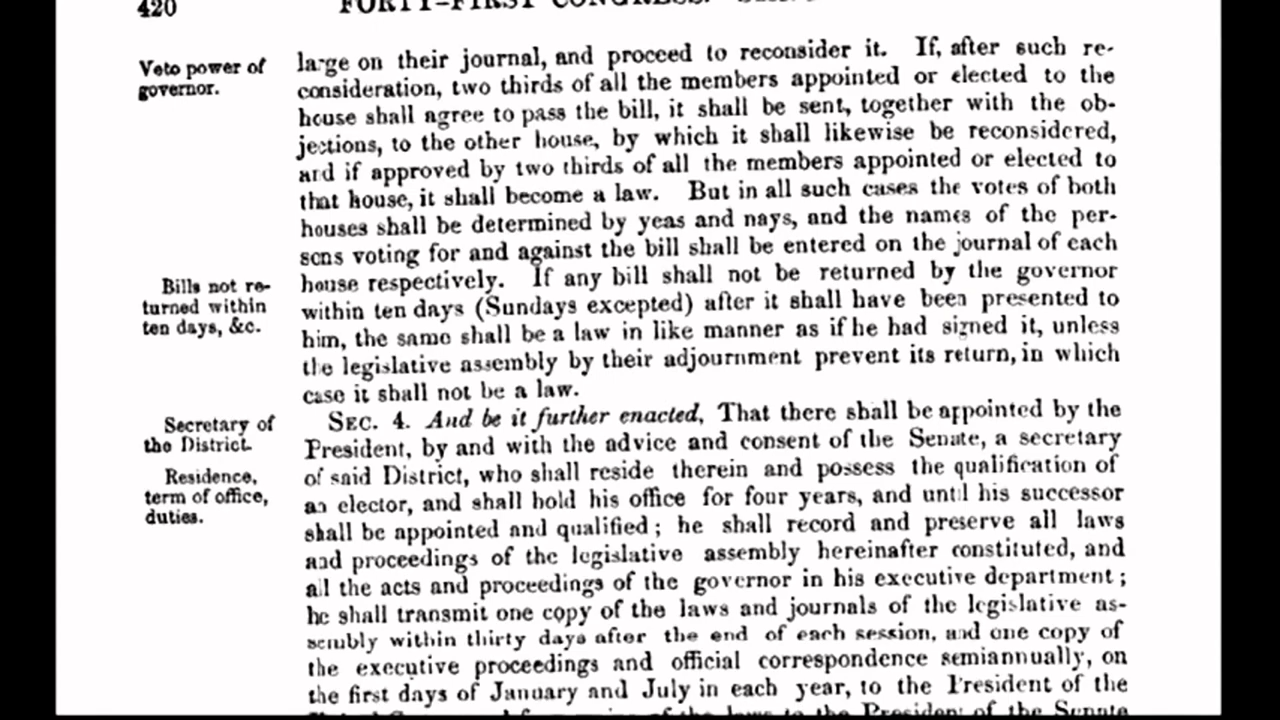 420 FORTY-FIRST CONGRESS.
Veto power of
governor.
large on their journal, and proceed to reconsider it. If, after such re-
consideration, two thirds of all the members appointed or elected to the
house shall agree to pass the bill, it shall be sent, together with the ob-
jections, to the other house, by which it shall likewise be reconsidered,
and if approved by two thirds of all the members appointed or elected to
that house, it shall become a law. But in all such cases the votes of both
houses shall be determined by yeas and nays, and the names of the per-
sons voting for and against the bill shall be entered on the journal of each
Bills not re-
turned within
ten days, &c.
house respectively. If any bill shall not be returned by the governor
within ten days (Sundays excepted) after it shall have been presented to
him, the same shall be a law in like manner as if he had signed it, unless
the legislative assembly by their adjournment prevent its return, in which
case it shall not be a law.
Secretary of
the District.
Residence,
term of office,
duties.
SEC. 4. And be it further enacted, That there shall be appointed by the
President, by and with the advice and consent of the Senate, a secretary
of said District, who shall reside therein and possess the qualification of
an elector, and shall hold his office for four years, and until his successor
shall be appointed and qualified; he shall record and preserve all laws
and proceedings of the legislative assembly hereinafter constituted, and
all the acts and proceedings of the governor in his executive department;
he shall transmit one copy of the laws and journals of the legislative as-
sembly within thirty days after the end of each session, and one copy of
the executive proceedings and official correspondence semiannually, on
the first days of January and July in each year, to the President of the
of the laws to the President of the Senate